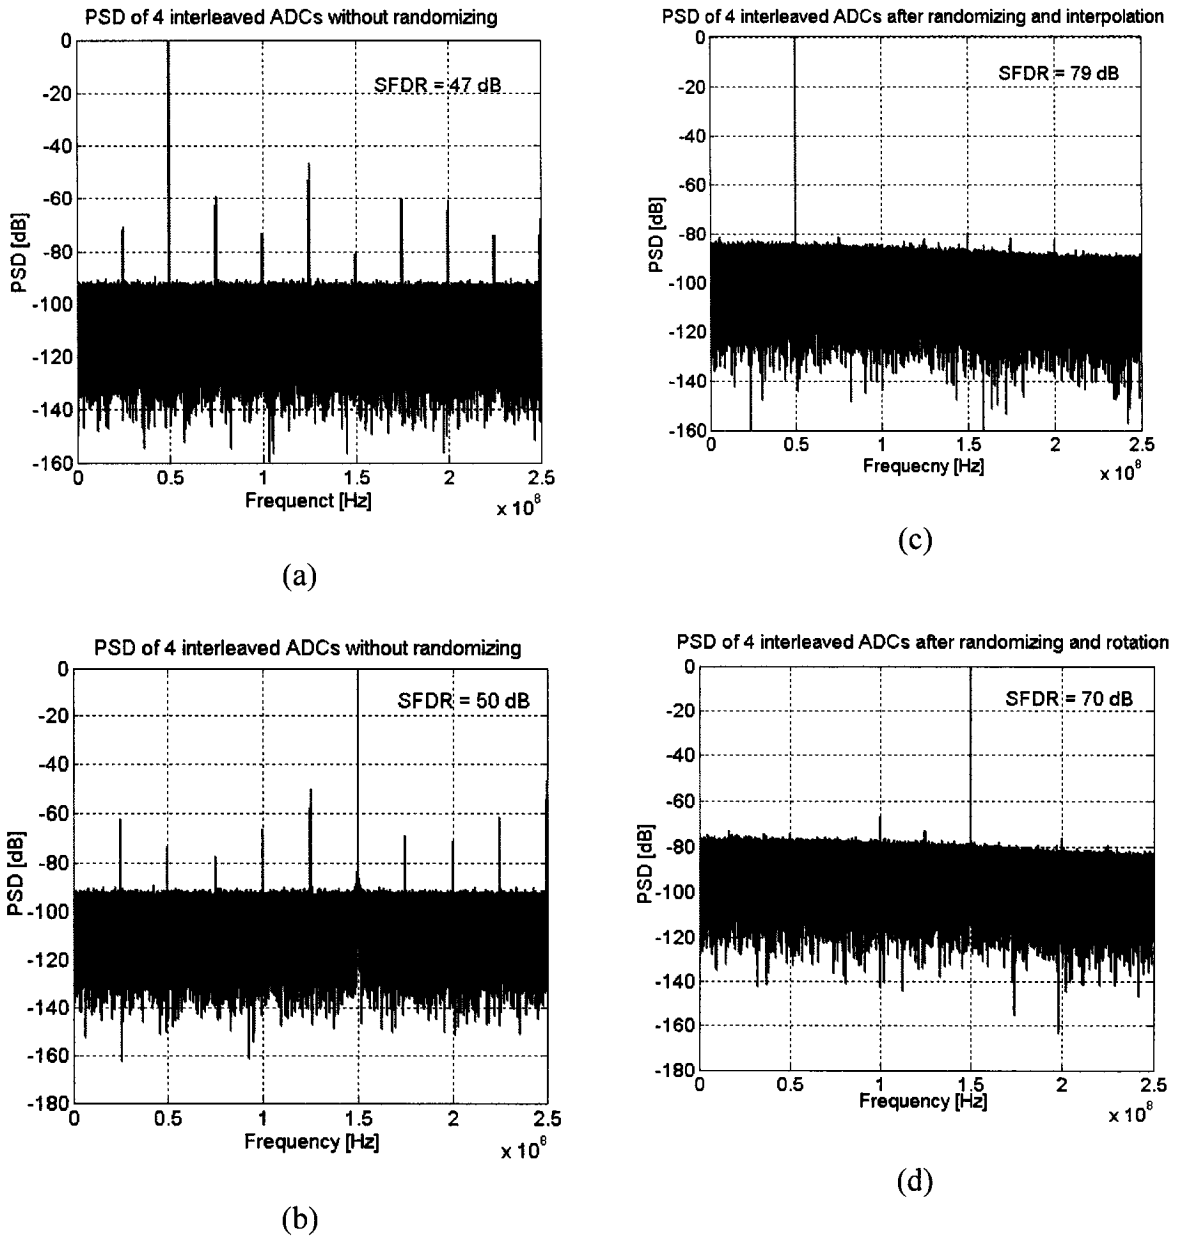 PSD of 4 interleaved ADCs without randomizing
SFDR = 47 dB
PSD [dB]
0
-20
-40
-60
-80
-100
-120
-140
-160
0
0.5
1
1.5
2
2.5
Frequenct [Hz]
x 10^8
(a)
PSD of 4 interleaved ADCs after randomizing and interpolation
SFDR = 79 dB
PSD [dB]
0
-20
-40
-60
-80
-100
-120
-140
-160
0
0.5
1
1.5
2
2.5
Frequecny [Hz]
x 10^8
(c)
PSD of 4 interleaved ADCs without randomizing
SFDR = 50 dB
PSD [dB]
0
-20
-40
-60
-80
-100
-120
-140
-160
-180
0
0.5
1
1.5
2
2.5
Frequency [Hz]
x 10^8
(b)
PSD of 4 interleaved ADCs after randomizing and rotation
SFDR = 70 dB
PSD [dB]
0
-20
-40
-60
-80
-100
-120
-140
-160
-180
0
0.5
1
1.5
2
2.5
Frequency [Hz]
x 10^8
(d)